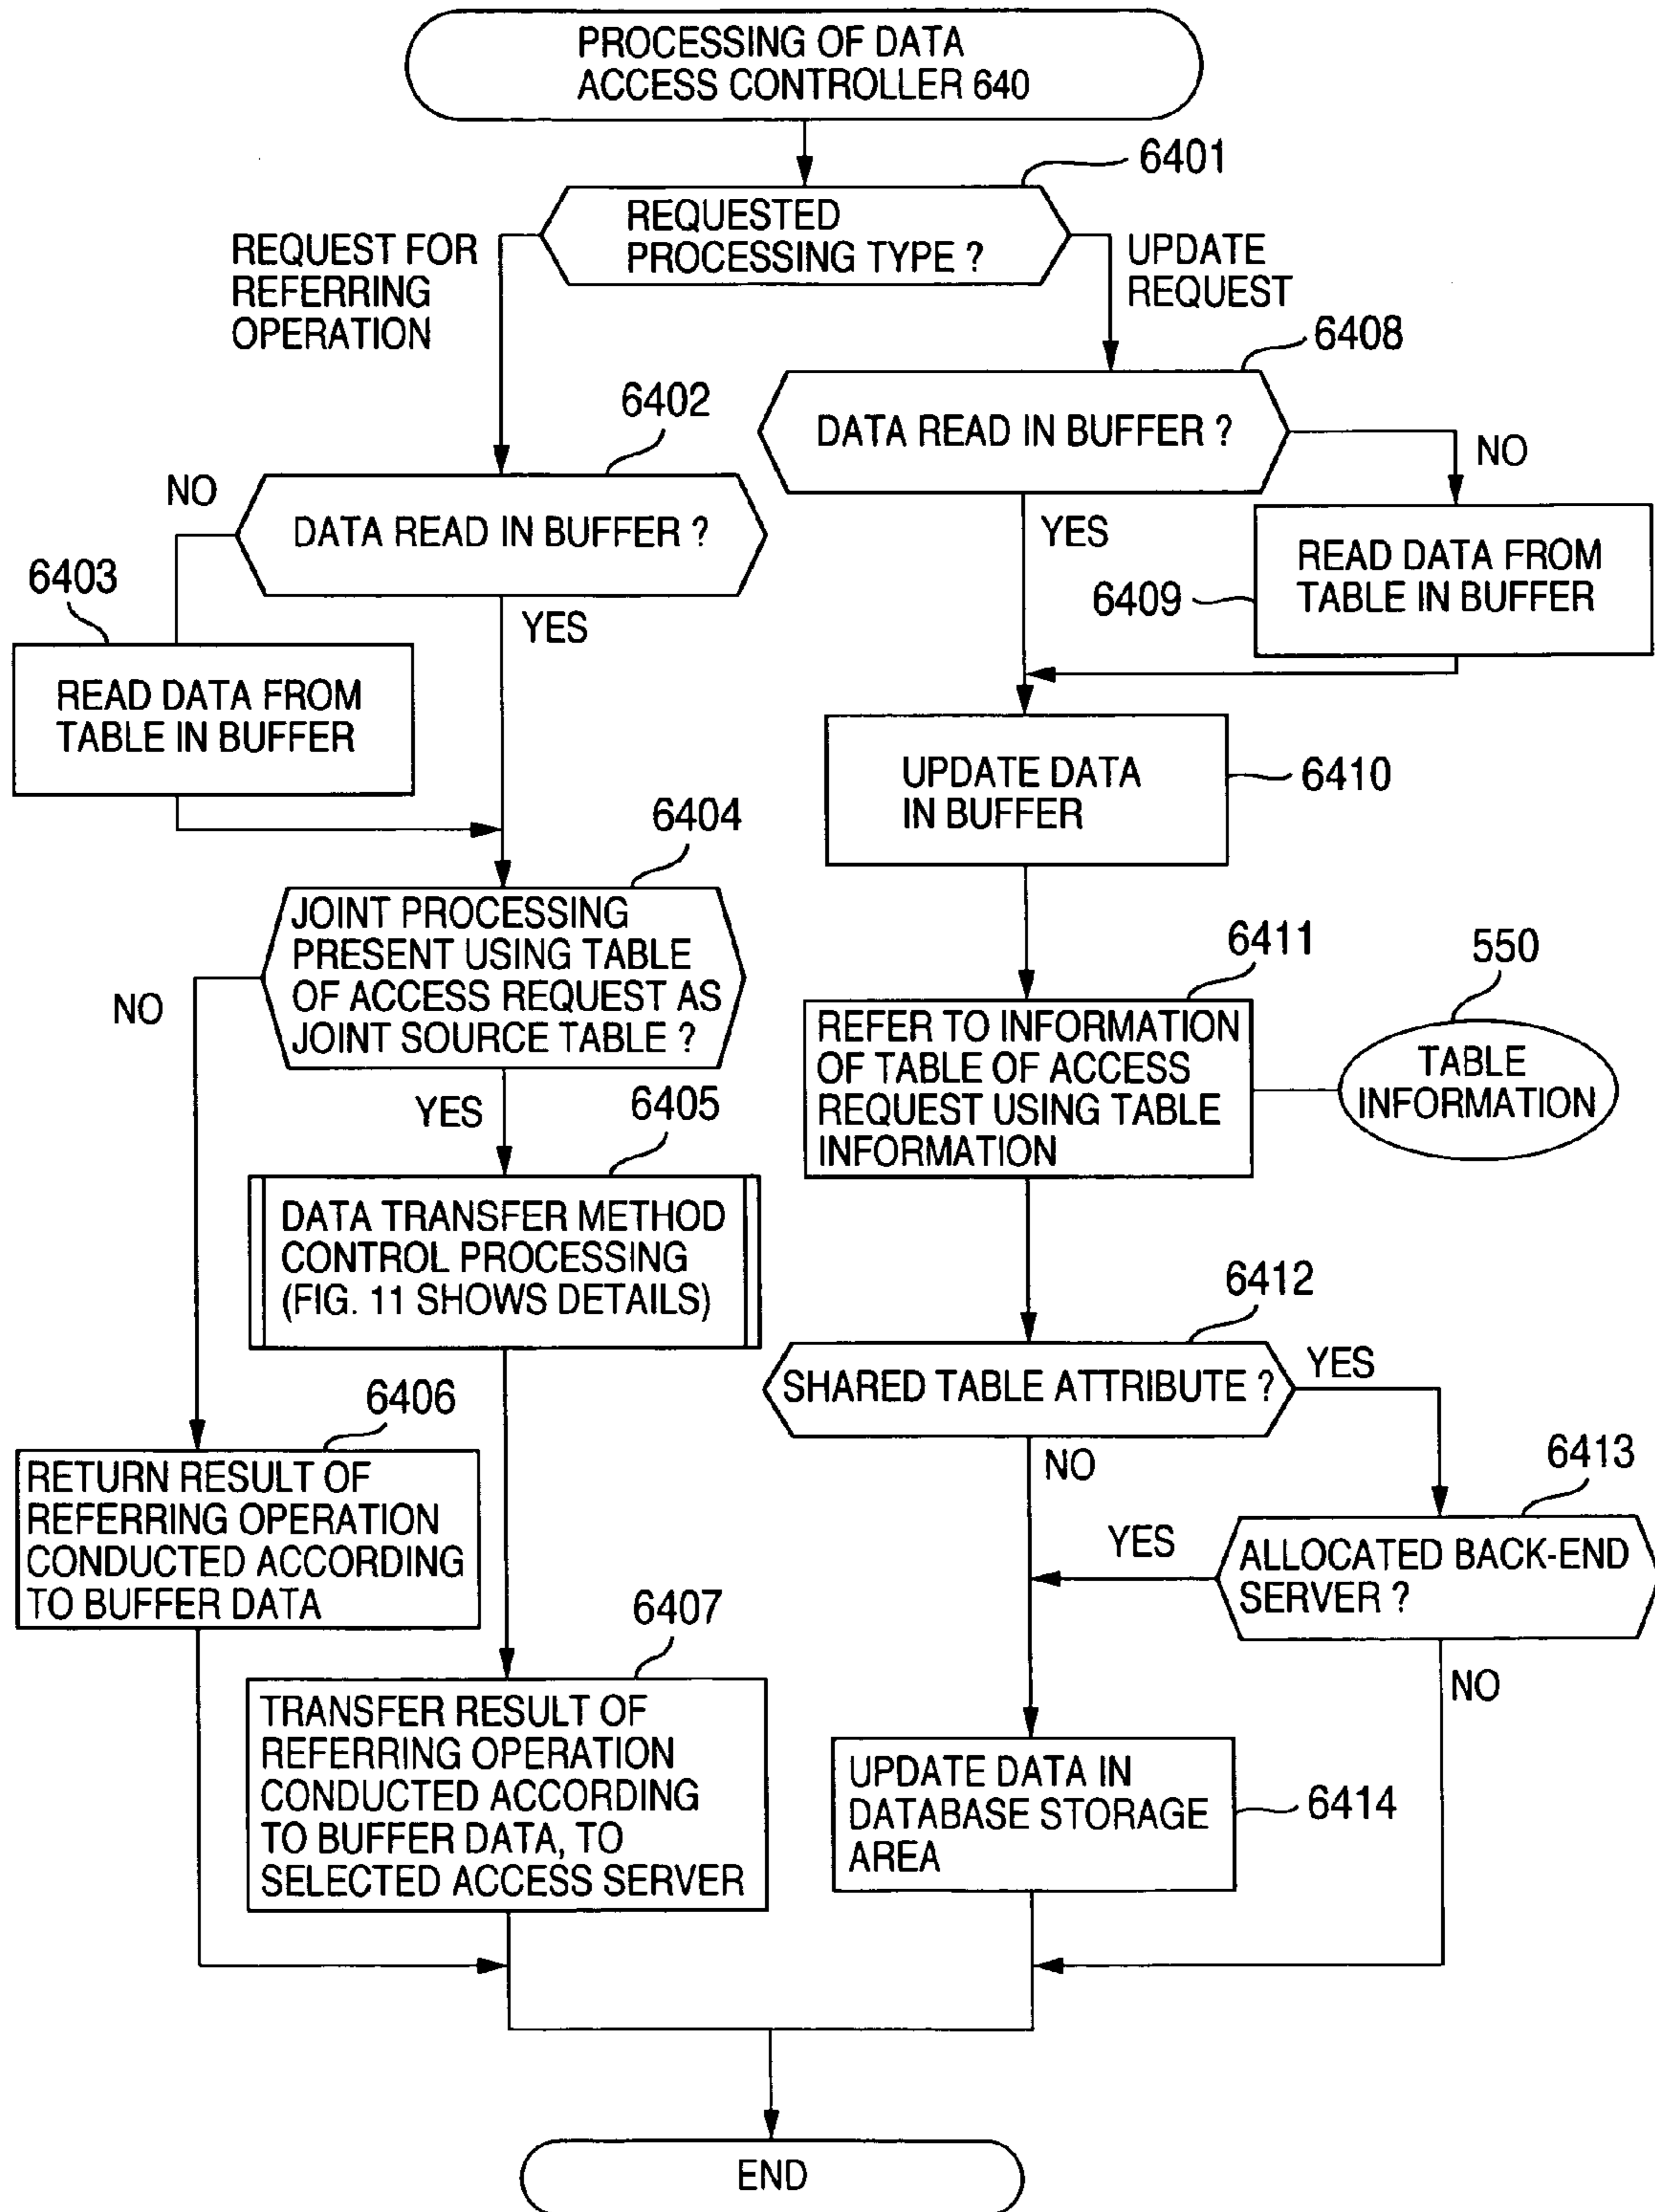 PROCESSING OF DATA
ACCESS CONTROLLER 640
6401
REQUESTED
PROCESSING TYPE ?
REQUEST FOR
REFERRING
OPERATION
UPDATE
REQUEST
6408
DATA READ IN BUFFER ?
NO
YES
6409
READ DATA FROM
TABLE IN BUFFER
6402
NO
DATA READ IN BUFFER ?
YES
6403
READ DATA FROM
TABLE IN BUFFER
UPDATE DATA
IN BUFFER
6410
6404
JOINT PROCESSING
PRESENT USING TABLE
OF ACCESS REQUEST AS
JOINT SOURCE TABLE ?
NO
YES
6405
DATA TRANSFER METHOD
CONTROL PROCESSING
(FIG. 11 SHOWS DETAILS)
6411
REFER TO INFORMATION
OF TABLE OF ACCESS
REQUEST USING TABLE
INFORMATION
550
TABLE
INFORMATION
6412
SHARED TABLE ATTRIBUTE ?
YES
NO
6413
ALLOCATED BACK-END
SERVER ?
YES
NO
6406
RETURN RESULT OF
REFERRING OPERATION
CONDUCTED ACCORDING
TO BUFFER DATA
6407
TRANSFER RESULT OF
REFERRING OPERATION
CONDUCTED ACCORDING
TO BUFFER DATA, TO
SELECTED ACCESS SERVER
UPDATE DATA IN
DATABASE STORAGE
AREA
6414
END